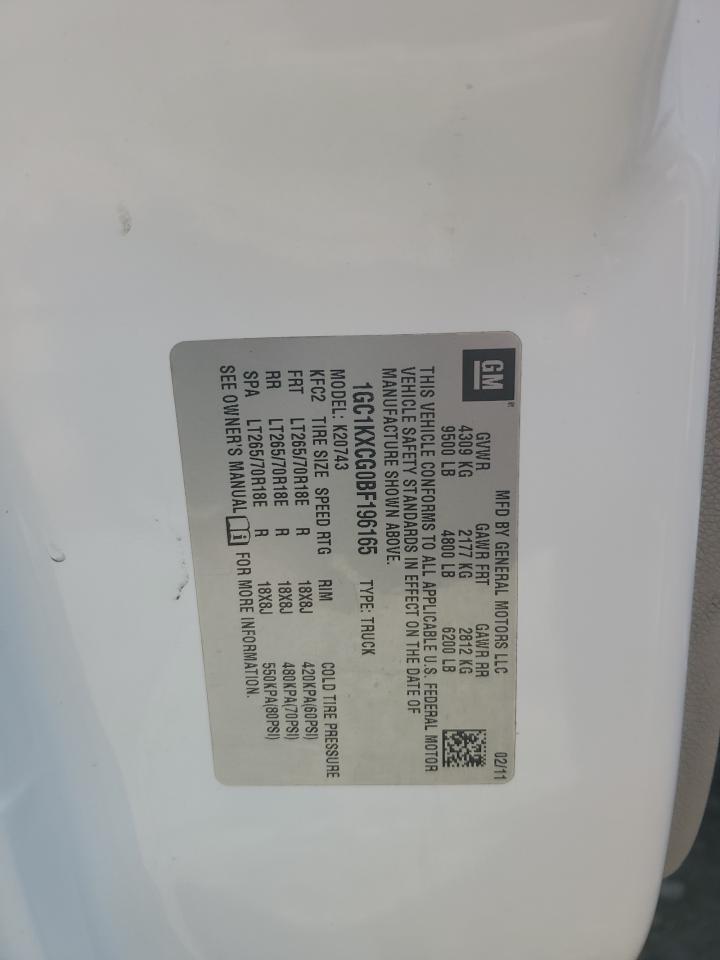 GM
MFD BY GENERAL MOTORS LLC 02/11
GVWR GAWR FRT GAWR RR
4309 KG 2177 KG 2812 KG
9500 LB 4800 LB 6200 LB
THIS VEHICLE CONFORMS TO ALL APPLICABLE U.S. FEDERAL MOTOR
VEHICLE SAFETY STANDARDS IN EFFECT ON THE DATE OF
MANUFACTURE SHOWN ABOVE.
1GC1KXCG0BF196165 TYPE: TRUCK
MODEL: K20743
KFC2 TIRE SIZE SPEED RTG RIM COLD TIRE PRESSURE
FRT LT265/70R18E R 18X8J 420KPA(60PSI)
RR LT265/70R18E R 18X8J 480KPA(70PSI)
SPA LT265/70R18E R 18X8J 550KPA(80PSI)
SEE OWNER'S MANUAL FOR MORE INFORMATION.